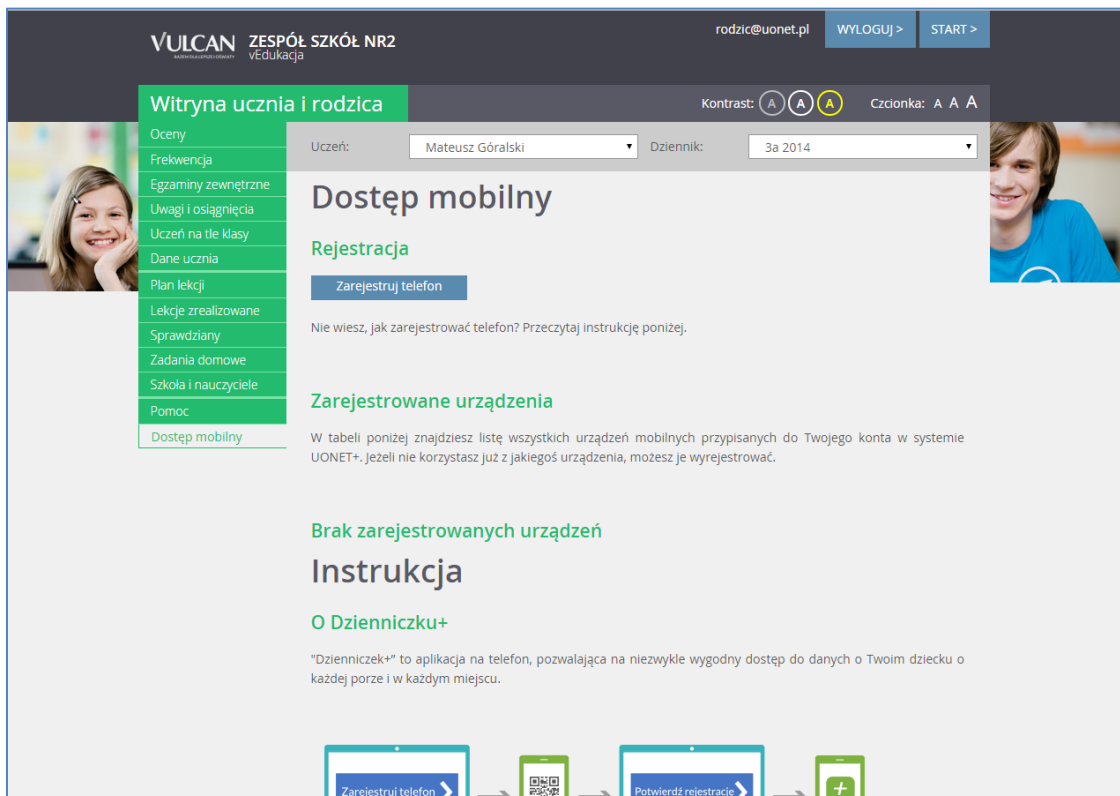 rodzic@uonet.pl
WYLOGUJ >
START >
VULCAN
ZESPÓŁ SZKÓŁ NR2
vEdukacja
Witryna ucznia i rodzica
Kontrast: A A A
Czcionka: A A A
Oceny
Frekwencja
Egzaminy zewnętrzne
Uwagi i osiągnięcia
Uczeń na tle klasy
Dane ucznia
Plan lekcji
Lekcje zrealizowane
Sprawdziany
Zadania domowe
Szkoła i nauczyciele
Pomoc
Dostęp mobilny
Uczeń:
Mateusz Góralski
Dziennik:
3a 2014
Dostęp mobilny
Rejestracja
Zarejestruj telefon
Nie wiesz, jak zarejestrować telefon? Przeczytaj instrukcję poniżej.
Zarejestrowane urządzenia
W tabeli poniżej znajdziesz listę wszystkich urządzeń mobilnych przypisanych do Twojego konta w systemie
UONET+. Jeżeli nie korzystasz już z jakiegoś urządzenia, możesz je wyrejestrować.
Brak zarejestrowanych urządzeń
Instrukcja
O Dzienniczku+
"Dzienniczek+" to aplikacja na telefon, pozwalająca na niezwykle wygodny dostęp do danych o Twoim dziecku o
każdej porze i w każdym miejscu.
Zarejestruj telefon
Potwierdź rejestrację